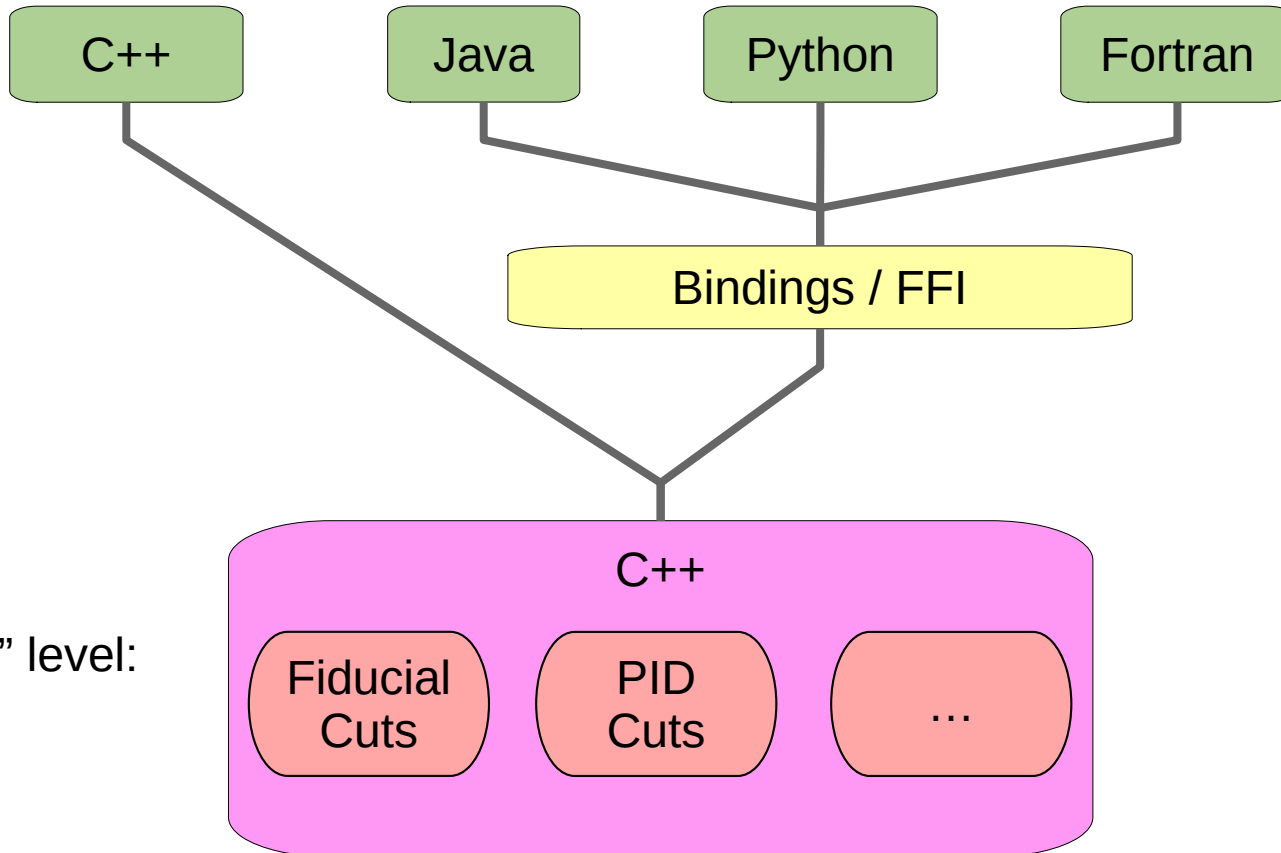 C++
Java
Python
Fortran
Bindings / FFI
C++
” level:
Fiducial
Cuts
PID
Cuts
…